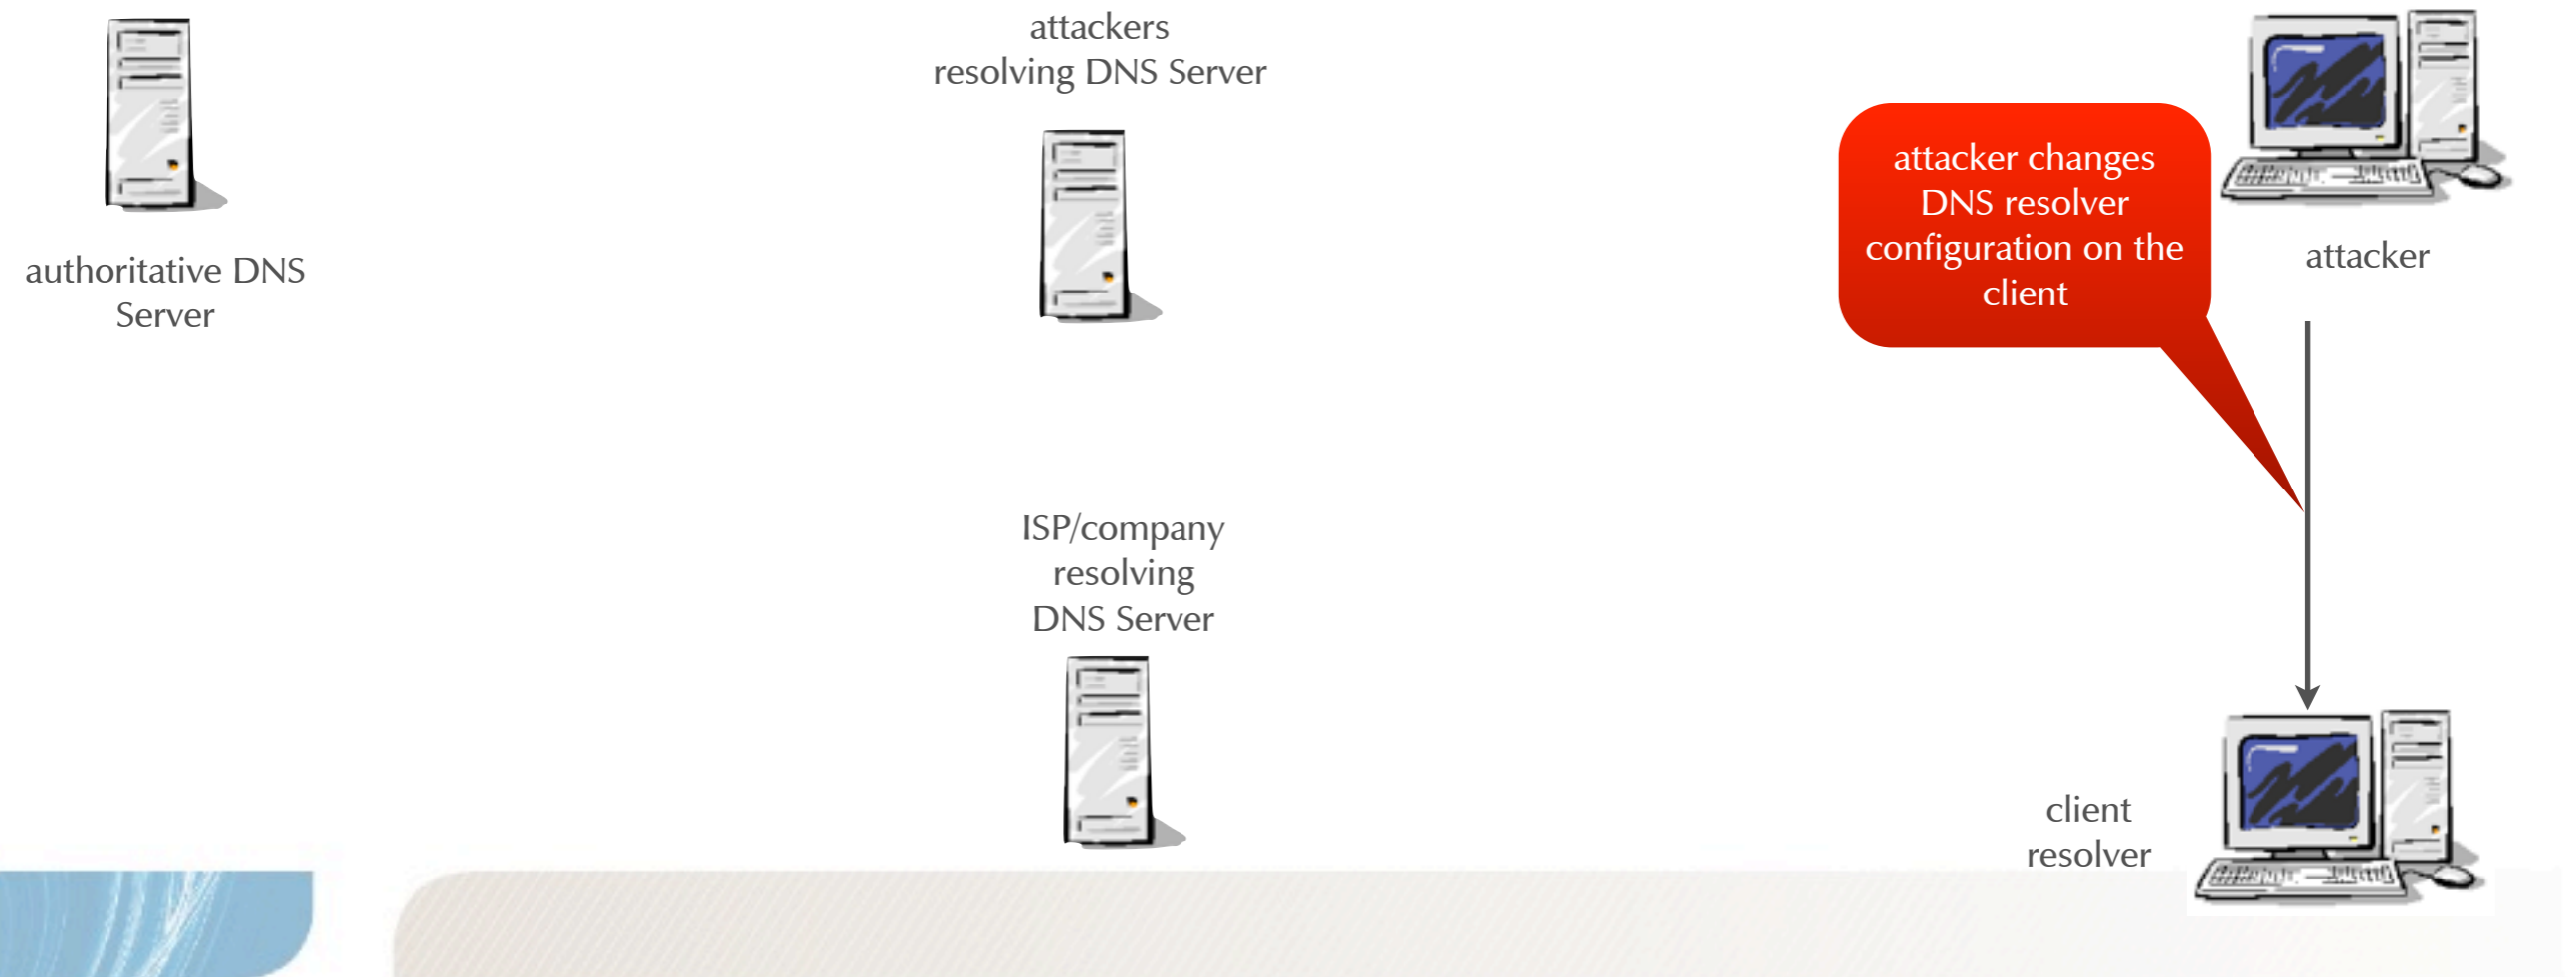 authoritative DNS
Server
attackers
resolving DNS Server
attacker changes
DNS resolver
configuration on the
client
attacker
ISP/company
resolving
DNS Server
client
resolver